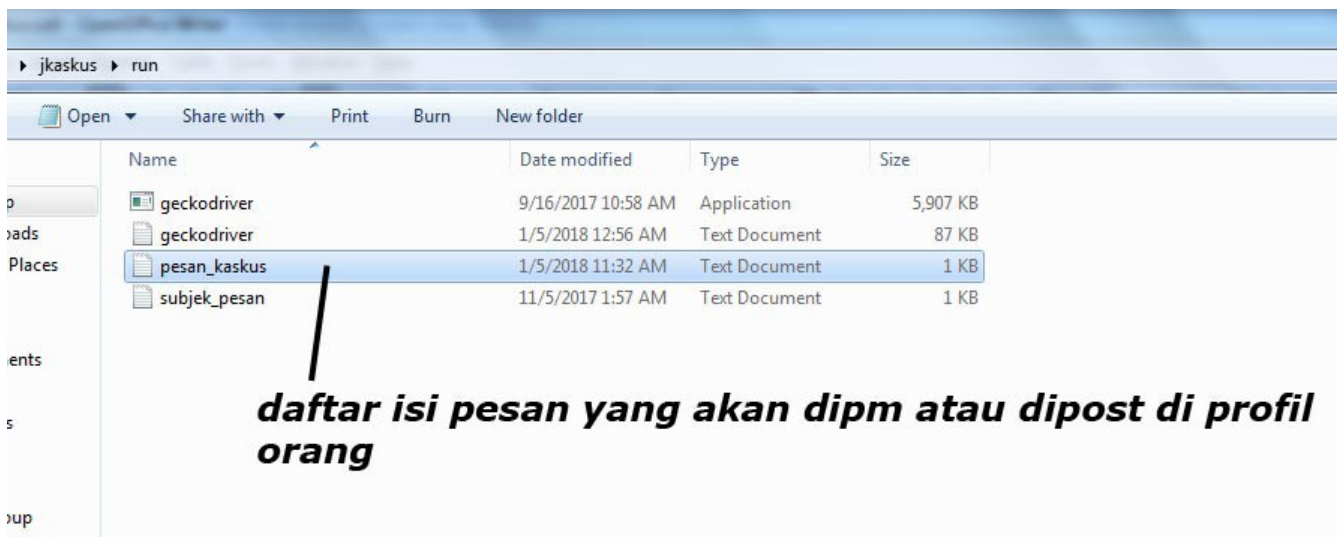 jkaskus ▸ run
Open Share with Print Burn New folder
Name Date modified Type Size
geckodriver 9/16/2017 10:58 AM Application 5,907 KB
geckodriver 1/5/2018 12:56 AM Text Document 87 KB
pesan_kaskus 1/5/2018 11:32 AM Text Document 1 KB
subjek_pesan 11/5/2017 1:57 AM Text Document 1 KB
Places
daftar isi pesan yang akan dipm atau dipost di profil
orang